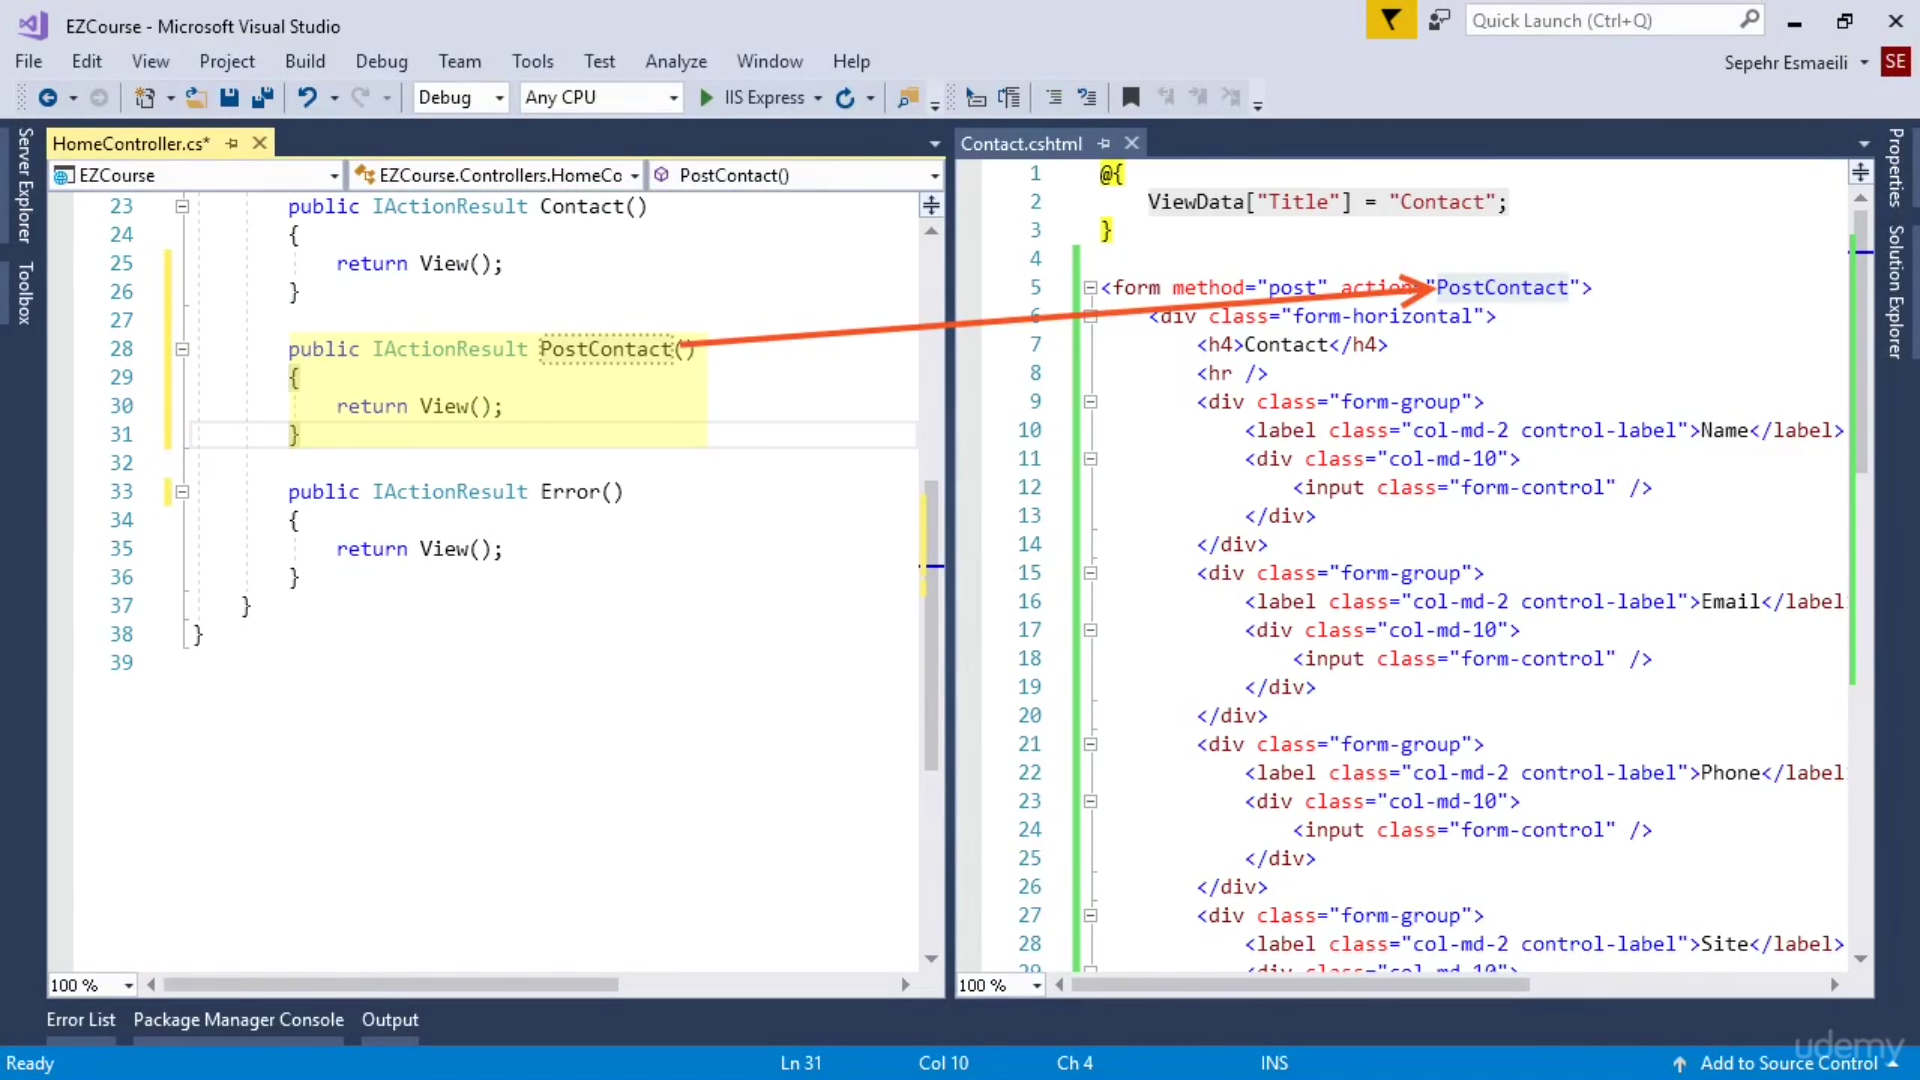 EZCourse - Microsoft Visual Studio
Quick Launch (Ctrl+Q)
File Edit View Project Build Debug Team Tools Test Analyze Window Help
Sepehr Esmaeili SE
Debug Any CPU IIS Express
Server Explorer
Toolbox
HomeController.cs*
EZCourse EZCourse.Controllers.HomeCo PostContact()
23 public IActionResult Contact()
24 {
25 return View();
26 }
27
28 public IActionResult PostContact()
29 {
30 return View();
31 }
32
33 public IActionResult Error()
34 {
35 return View();
36 }
37 }
38 }
39
100 %
Contact.cshtml
1 @{
2 ViewData["Title"] = "Contact";
3 }
4
5 <form method="post" action="PostContact">
6 <div class="form-horizontal">
7 <h4>Contact</h4>
8 <hr />
9 <div class="form-group">
10 <label class="col-md-2 control-label">Name</label>
11 <div class="col-md-10">
12 <input class="form-control" />
13 </div>
14 </div>
15 <div class="form-group">
16 <label class="col-md-2 control-label">Email</label
17 <div class="col-md-10">
18 <input class="form-control" />
19 </div>
20 </div>
21 <div class="form-group">
22 <label class="col-md-2 control-label">Phone</label
23 <div class="col-md-10">
24 <input class="form-control" />
25 </div>
26 </div>
27 <div class="form-group">
28 <label class="col-md-2 control-label">Site</label>
29 <div class="col-md-10">
100 %
Properties
Solution Explorer
Error List Package Manager Console Output
udemy
Ready Ln 31 Col 10 Ch 4 INS Add to Source Control